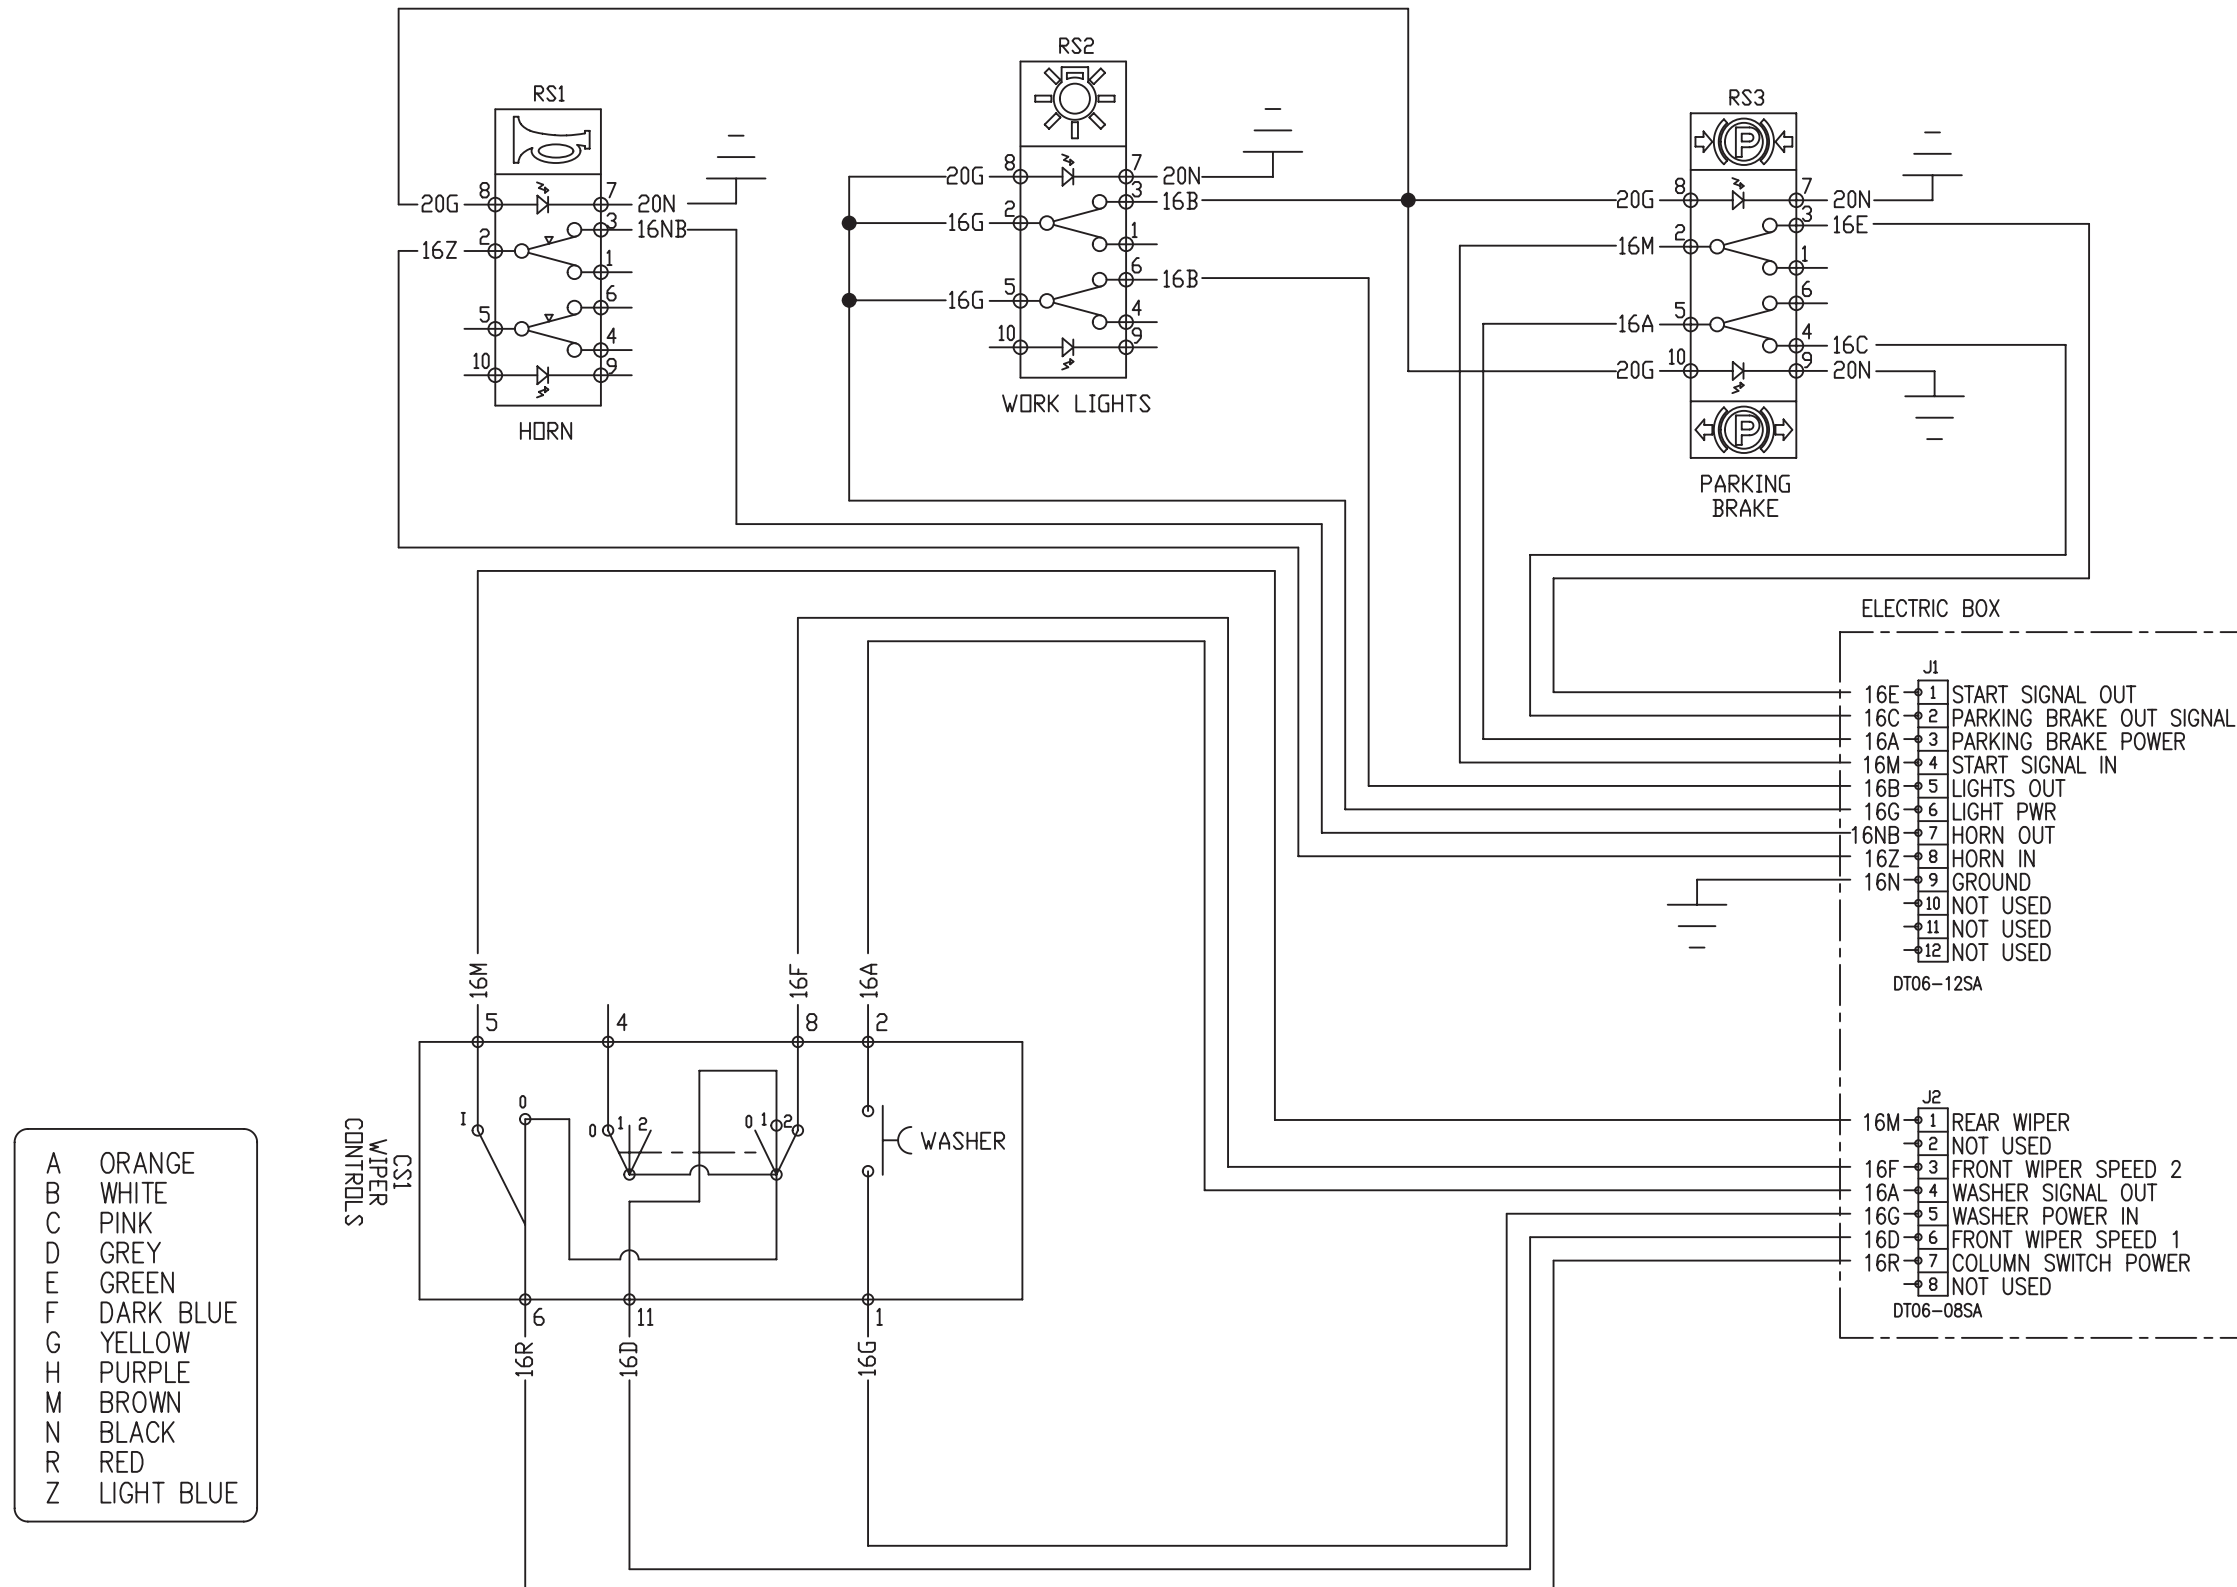 RS1
8
7
20G
20N
3
16NB
2
16Z
1
6
5
4
10
9
HORN
RS2
8
7
20G
20N
3
16B
2
16G
1
6
16B
5
16G
4
10
9
WORK LIGHTS
RS3
P
8
7
20G
20N
3
16E
2
16M
1
6
5
16A
4
16C
10
9
20G
20N
P
PARKING
BRAKE
ELECTRIC BOX
J1
16E 1 START SIGNAL OUT
16C 2 PARKING BRAKE OUT SIGNAL
16A 3 PARKING BRAKE POWER
16M 4 START SIGNAL IN
16B 5 LIGHTS OUT
16G 6 LIGHT PWR
16NB 7 HORN OUT
16Z 8 HORN IN
16N 9 GROUND
10 NOT USED
11 NOT USED
12 NOT USED
DT06-12SA
J2
16M 1 REAR WIPER
2 NOT USED
16F 3 FRONT WIPER SPEED 2
16A 4 WASHER SIGNAL OUT
16G 5 WASHER POWER IN
16D 6 FRONT WIPER SPEED 1
16R 7 COLUMN SWITCH POWER
8 NOT USED
DT06-08SA
16M
16F
16A
5
4
8
2
I
0
0
1
2
0
1
2
WASHER
CS1
WIPER
CONTROLS
6
11
1
16R
16D
16G
A ORANGE
B WHITE
C PINK
D GREY
E GREEN
F DARK BLUE
G YELLOW
H PURPLE
M BROWN
N BLACK
R RED
Z LIGHT BLUE